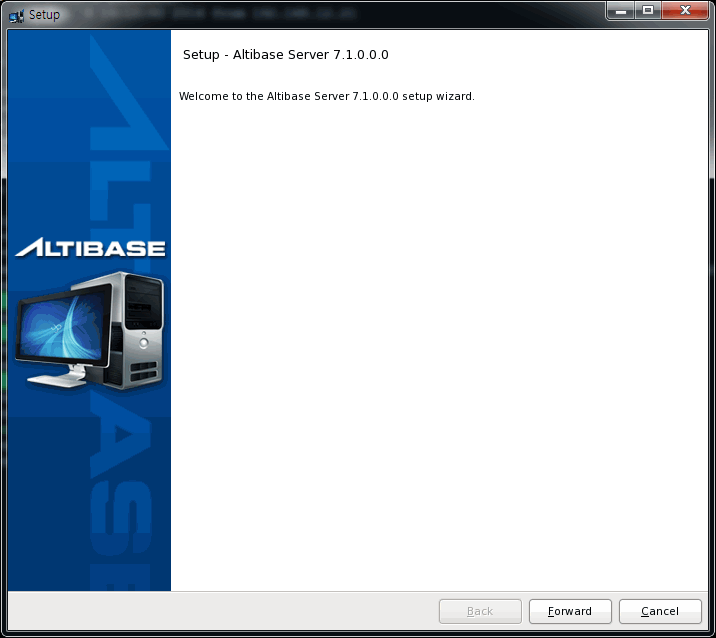 Setup
Setup - Altibase Server 7.1.0.0.0
Welcome to the Altibase Server 7.1.0.0.0 setup wizard.
ALTIBASE
ALTIBASE
Back
Forward
Cancel